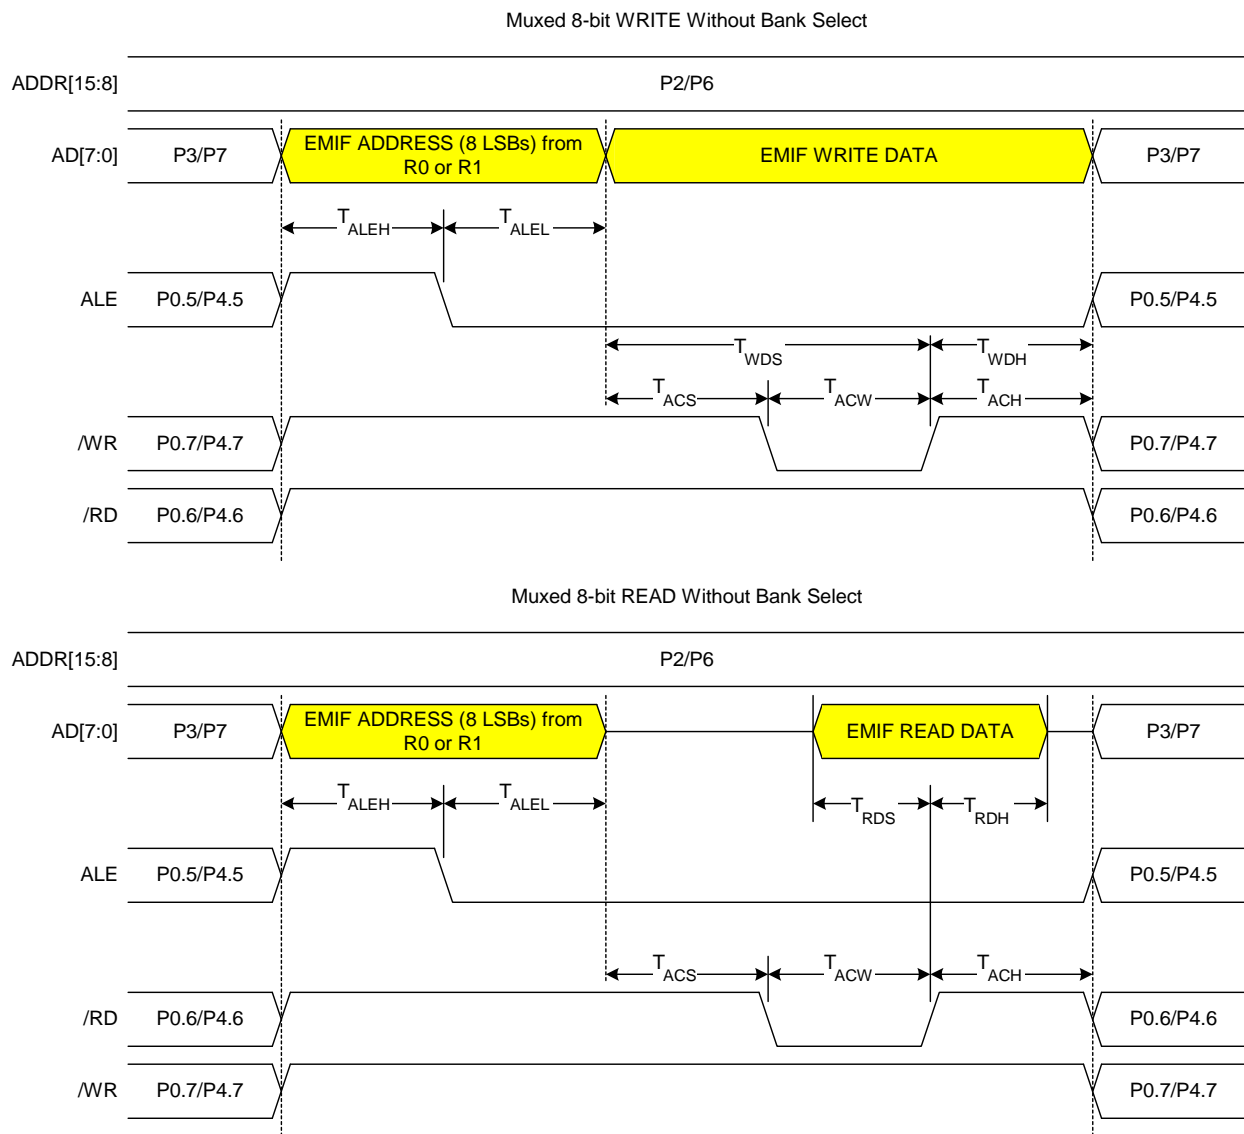 Muxed 8-bit WRITE Without Bank Select
ADDR[15:8] P2/P6
AD[7:0] P3/P7 EMIF ADDRESS (8 LSBs) from R0 or R1 EMIF WRITE DATA P3/P7
TALEH TALEL
ALE P0.5/P4.5 P0.5/P4.5
TWDS TWDH
TACS TACW TACH
/WR P0.7/P4.7 P0.7/P4.7
/RD P0.6/P4.6 P0.6/P4.6
Muxed 8-bit READ Without Bank Select
ADDR[15:8] P2/P6
AD[7:0] P3/P7 EMIF ADDRESS (8 LSBs) from R0 or R1 EMIF READ DATA P3/P7
TALEH TALEL TRDS TRDH
ALE P0.5/P4.5 P0.5/P4.5
TACS TACW TACH
/RD P0.6/P4.6 P0.6/P4.6
/WR P0.7/P4.7 P0.7/P4.7